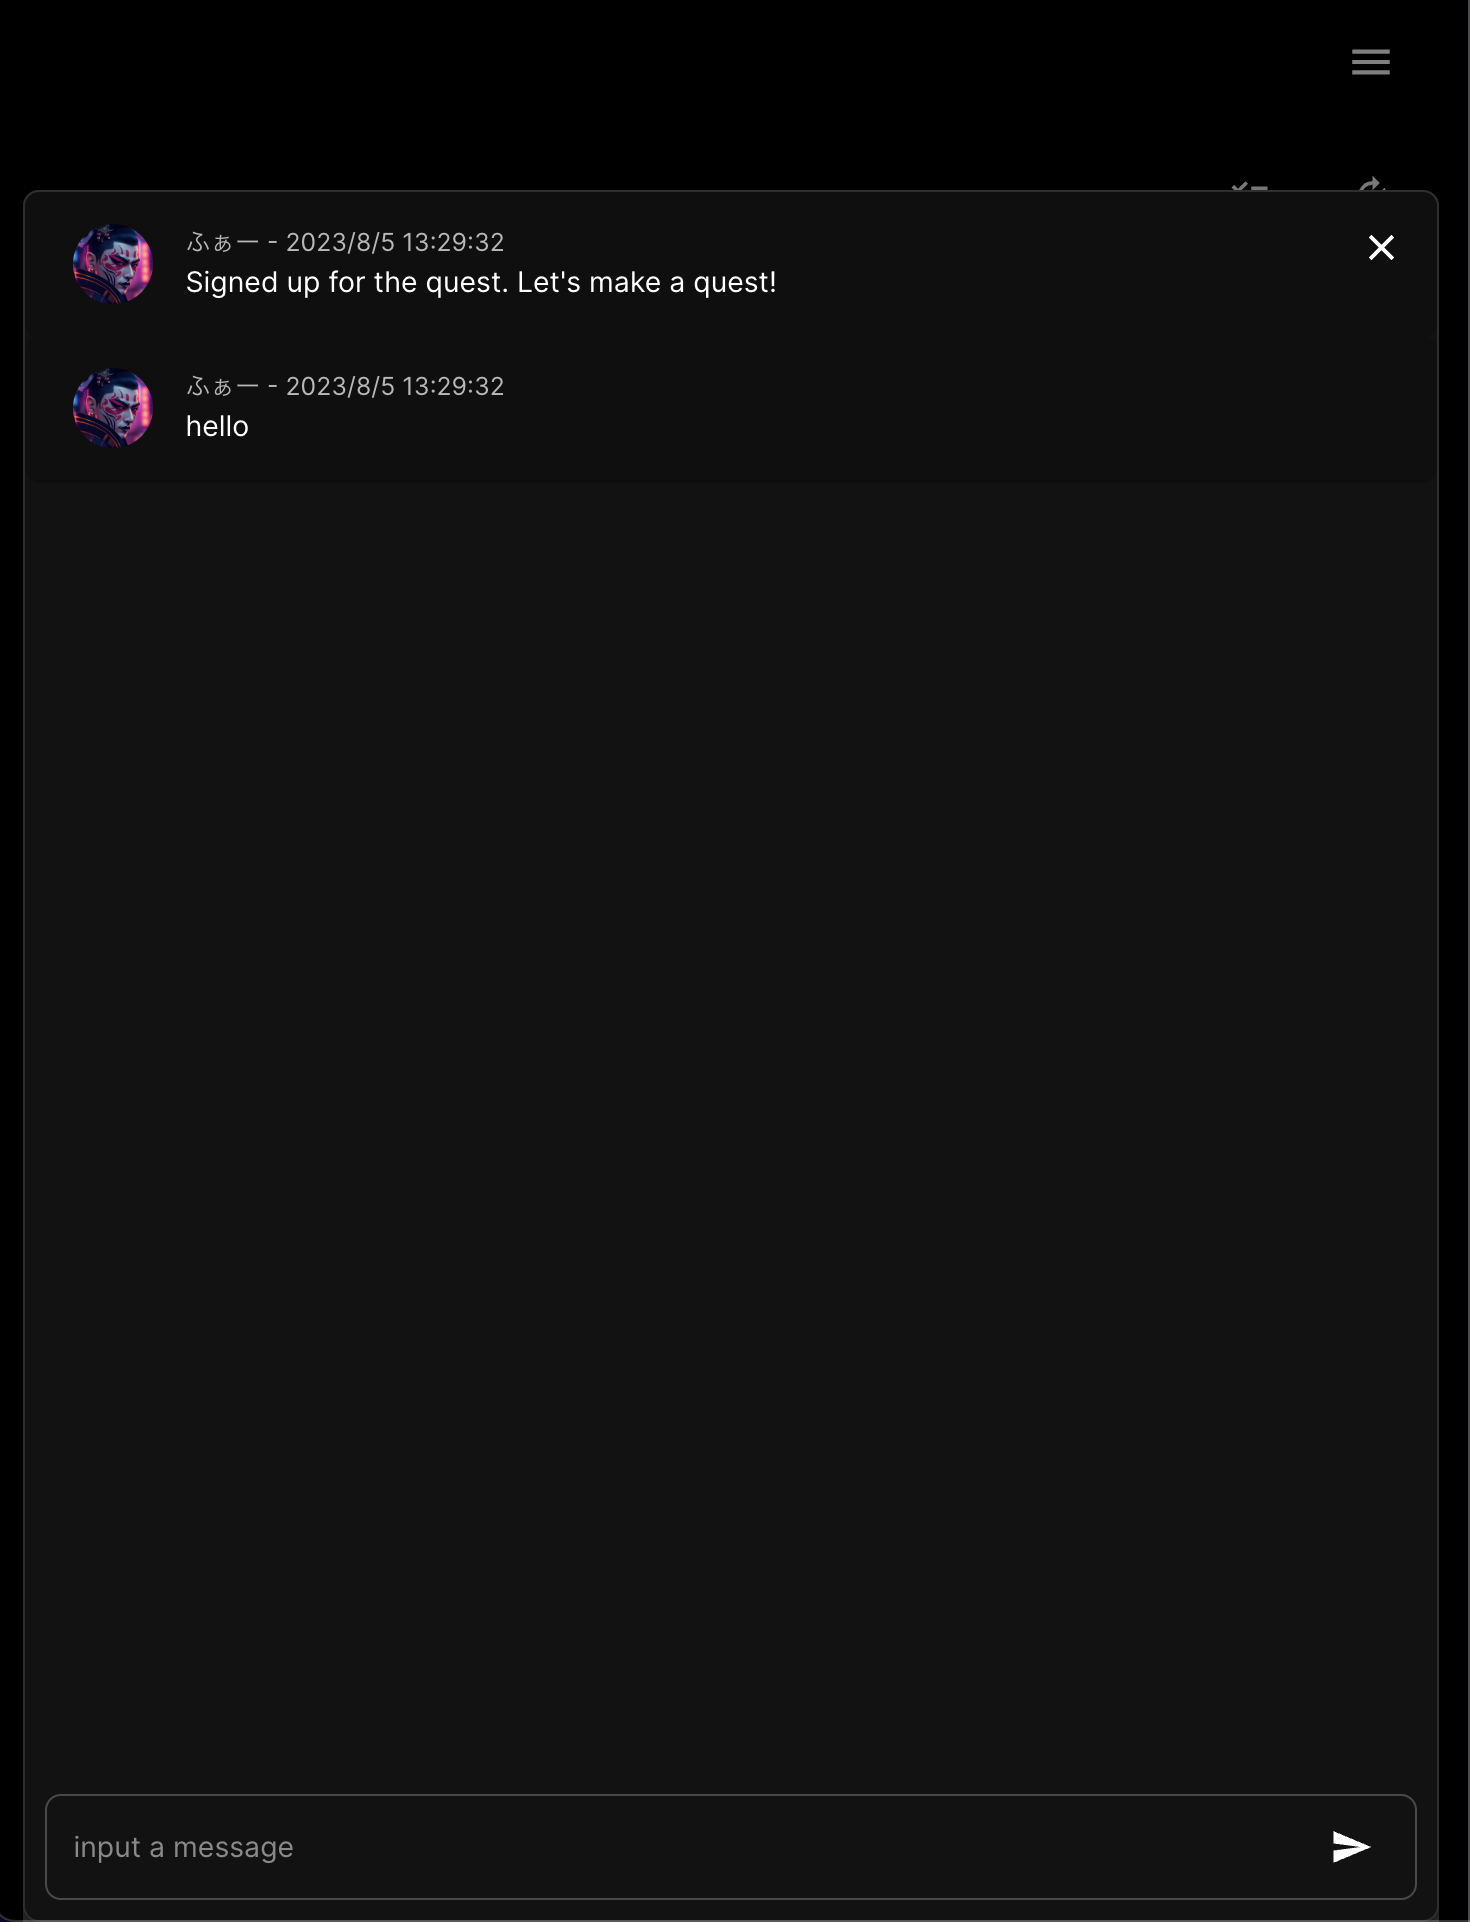 ふぁー - 2023/8/5 13:29:32
Signed up for the quest. Let's make a quest!
ふぁー - 2023/8/5 13:29:32
hello
input a message